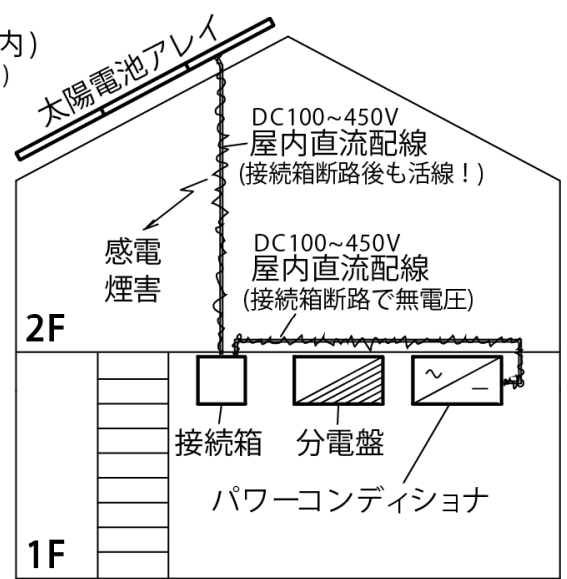 内)
)
太陽電池アレイ
DC100~450V
屋内直流配線
(接続箱断路後も活線！)
感電
煙害
DC100~450V
屋内直流配線
(接続箱断路で無電圧)
2F
接続箱
分電盤
パワーコンディショナ
1F